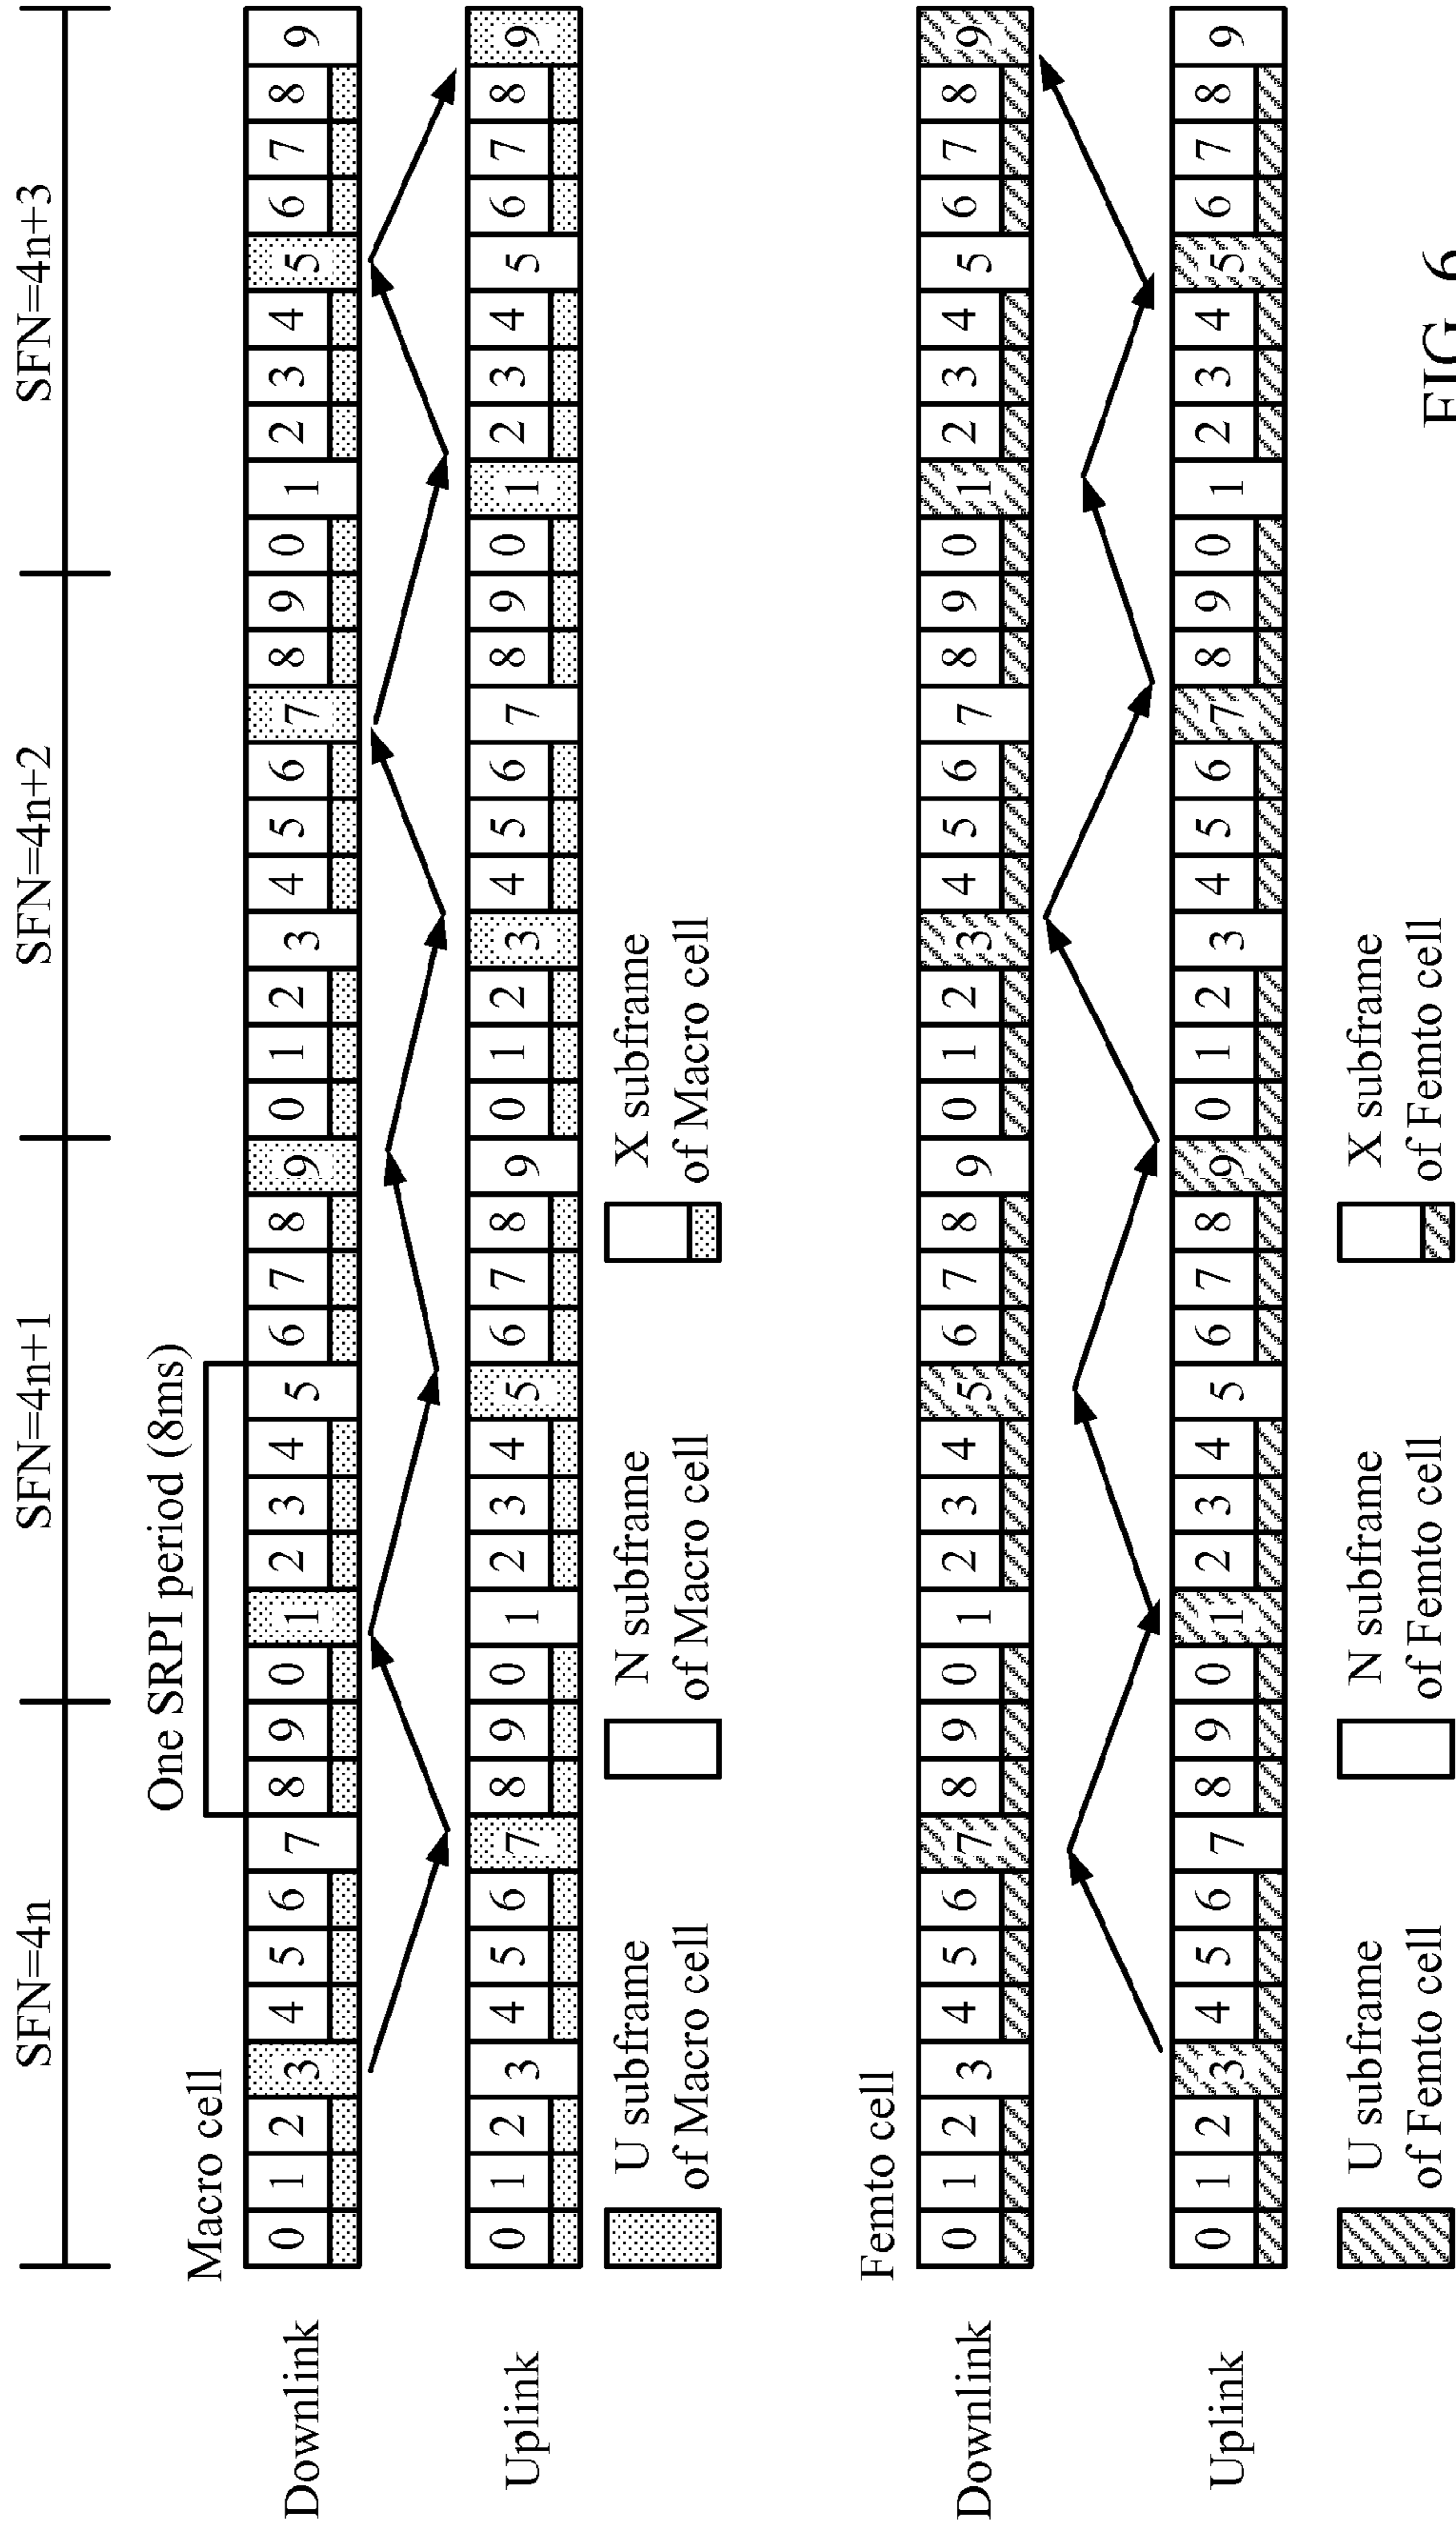 SFN=4n SFN=4n+1 SFN=4n+2 SFN=4n+3
One SRPI period (8ms)
Macro cell
Downlink 0 1 2 3 4 5 6 7 8 9 0 1 2 3 4 5 6 7 8 9 0 1 2 3 4 5 6 7 8 9 0 1 2 3 4 5 6 7 8 9
Uplink 0 1 2 3 4 5 6 7 8 9 0 1 2 3 4 5 6 7 8 9 0 1 2 3 4 5 6 7 8 9 0 1 2 3 4 5 6 7 8 9
U subframe
of Macro cell
N subframe
of Macro cell
X subframe
of Macro cell
Femto cell
Downlink 0 1 2 3 4 5 6 7 8 9 0 1 2 3 4 5 6 7 8 9 0 1 2 3 4 5 6 7 8 9 0 1 2 3 4 5 6 7 8 9
Uplink 0 1 2 3 4 5 6 7 8 9 0 1 2 3 4 5 6 7 8 9 0 1 2 3 4 5 6 7 8 9 0 1 2 3 4 5 6 7 8 9
U subframe
of Femto cell
N subframe
of Femto cell
X subframe
of Femto cell
FIG. 6